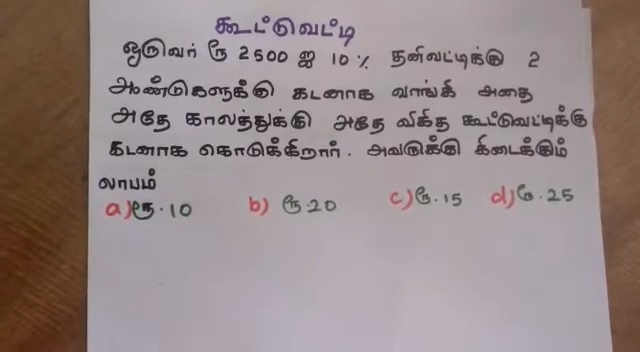 கூட்டுவட்டி
ஒருவர் ரூ 2500 ஐ 10% தனிவட்டிக்கு 2
ஆண்டுகளுக்கு கடனாக வாங்கி அதை
அதே காலத்துக்கு அதே விகித கூட்டுவட்டிக்கு
கடனாக கொடுக்கிறார். அவருக்கு கிடைக்கும்
லாபம்
a) ரூ.10 b) ரூ.20 c) ரூ.15 d) ரூ.25